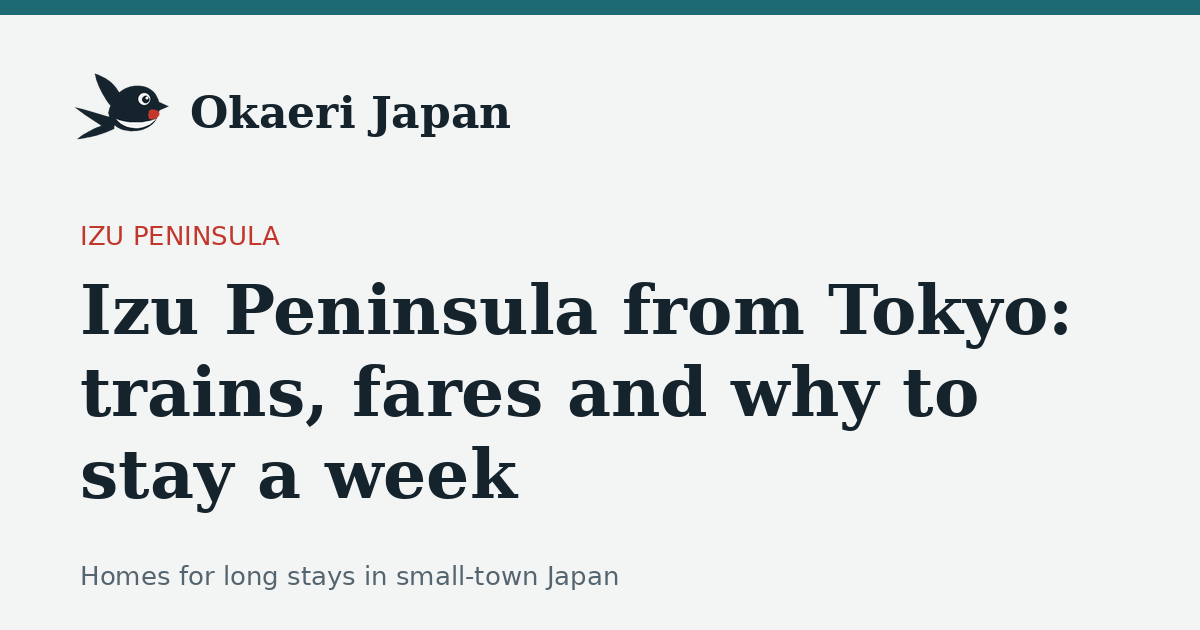 Okaeri Japan
IZU PENINSULA
Izu Peninsula from Tokyo:
trains, fares and why to
stay a week
Homes for long stays in small-town Japan